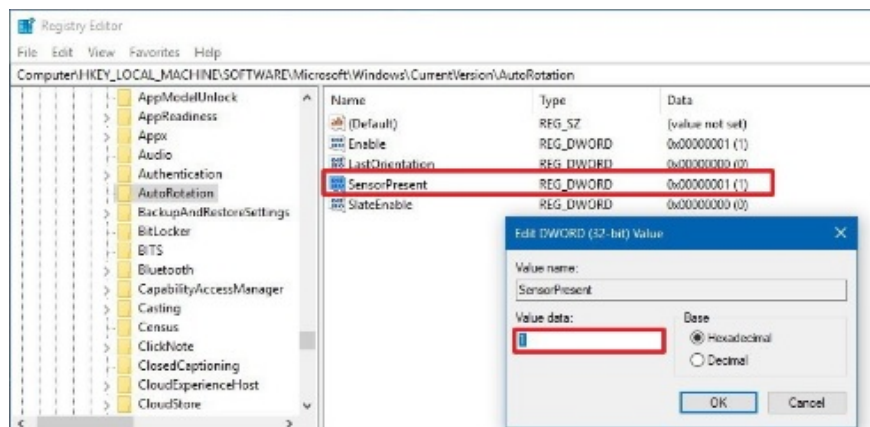 Registry Editor
File Edit View Favorites Help
Computer\HKEY_LOCAL_MACHINE\SOFTWARE\Microsoft\Windows\CurrentVersion\AutoRotation
AppModelUnlock
AppReadiness
Appx
Audio
Authentication
AutoRotation
BackupAndRestoreSettings
BitLocker
BITS
Bluetooth
CapabilityAccessManager
Casting
Census
ClickNote
ClosedCaptioning
CloudExperienceHost
CloudStore
Name Type Data
ab (Default) REG_SZ (value not set)
Enable REG_DWORD 0x00000001 (1)
LastOrientation REG_DWORD 0x00000000 (0)
SensorPresent REG_DWORD 0x00000001 (1)
SlateEnable REG_DWORD 0x00000000 (0)
Edit DWORD (32-bit) Value
Value name:
SensorPresent
Value data: Base
1 Hexadecimal
Decimal
OK Cancel